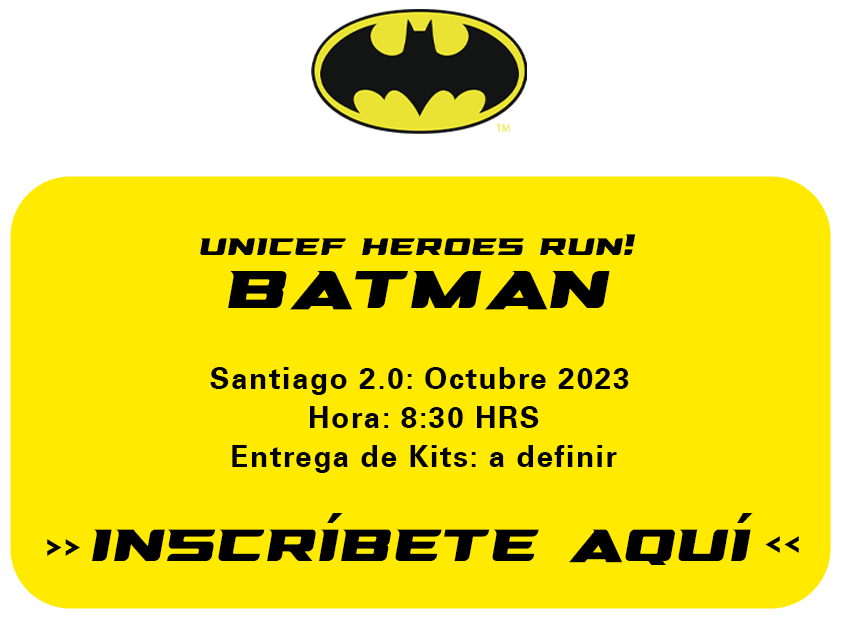 TM
UNICEF HEROES RUN!
BATMAN
Santiago 2.0: Octubre 2023
Hora: 8:30 HRS
Entrega de Kits: a definir
>> INSCRÍBETE AQUÍ <<